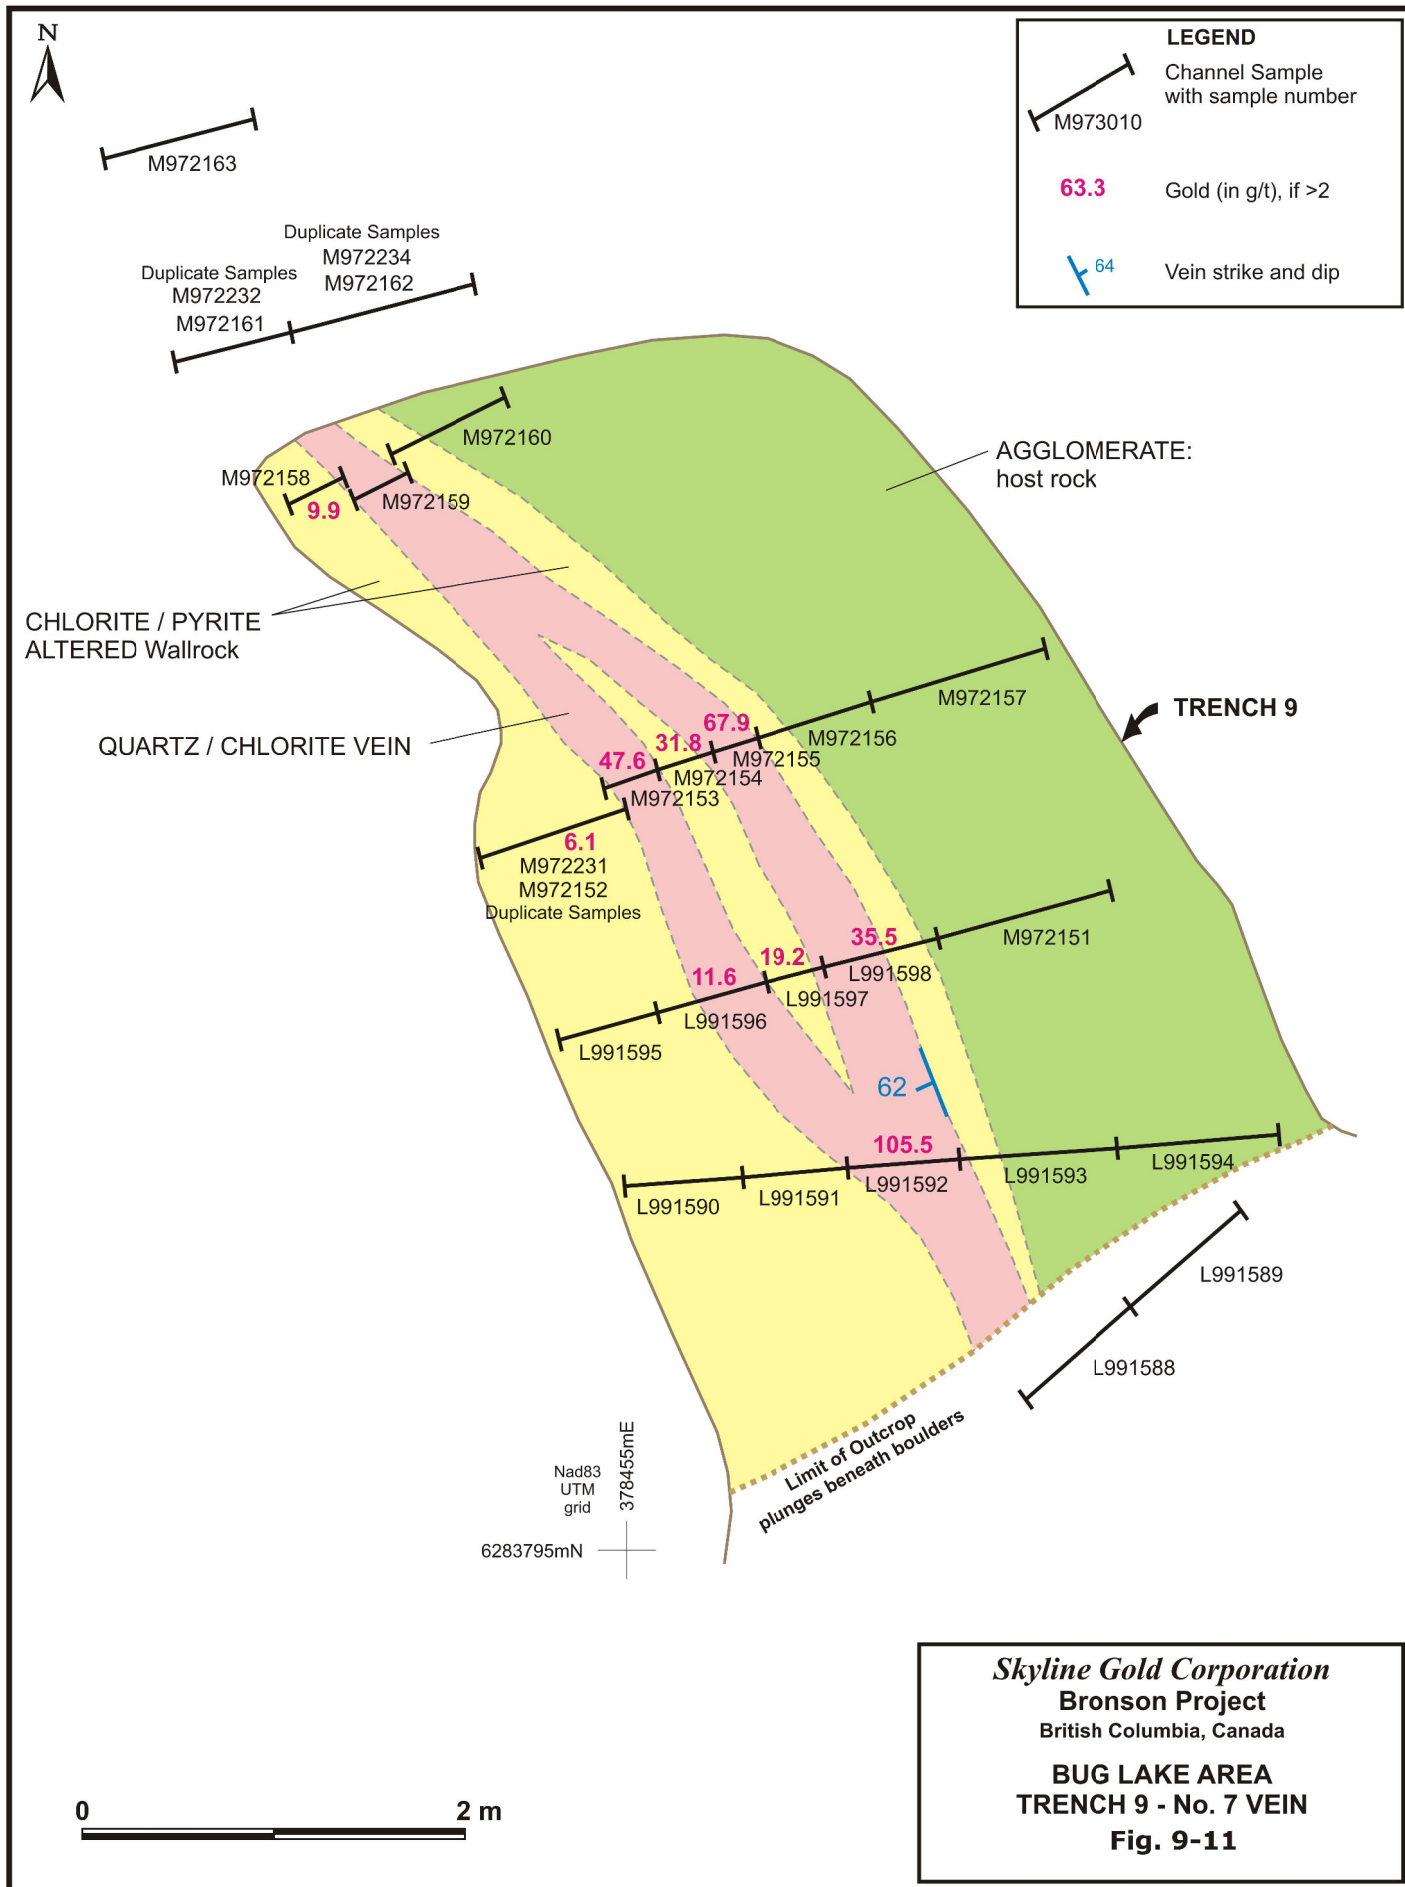 N
LEGEND
Channel Sample
with sample number
M973010
63.3
Gold (in g/t), if >2
64
Vein strike and dip
M972163
Duplicate Samples
M972234
M972162
Duplicate Samples
M972232
M972161
M972160
M972158
M972159
9.9
AGGLOMERATE:
host rock
CHLORITE / PYRITE
ALTERED Wallrock
QUARTZ / CHLORITE VEIN
TRENCH 9
M972157
M972156
67.9
M972155
31.8
M972154
47.6
M972153
6.1
M972231
M972152
Duplicate Samples
M972151
35.5
L991598
19.2
L991597
11.6
L991596
L991595
62
105.5
L991594
L991593
L991592
L991591
L991590
L991589
L991588
Limit of Outcrop
plunges beneath boulders
Nad83
UTM
grid
378455mE
6283795mN
0
2 m
Skyline Gold Corporation
Bronson Project
British Columbia, Canada
BUG LAKE AREA
TRENCH 9 - No. 7 VEIN
Fig. 9-11